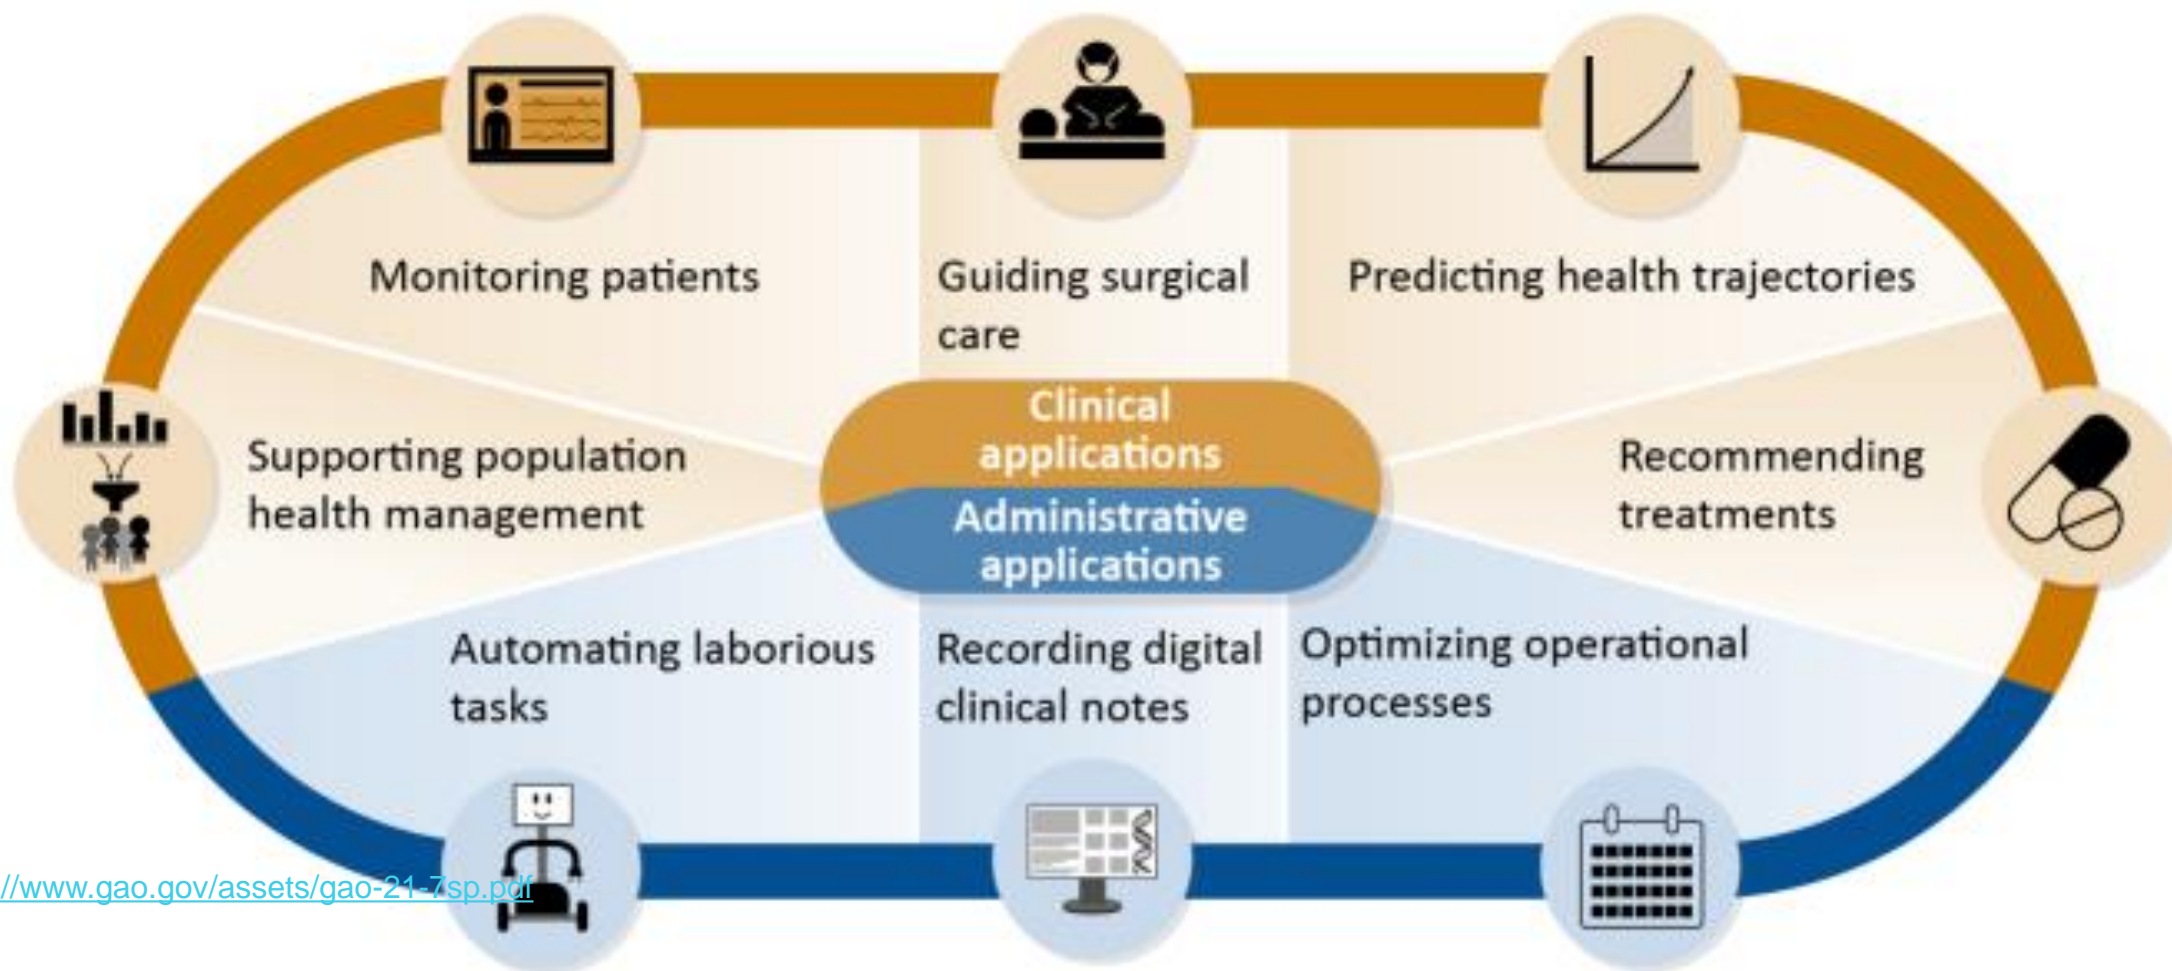 Monitoring patients
Guiding surgical
care
Predicting health trajectories
Supporting population
health management
Clinical
applications
Administrative
applications
Recommending
treatments
Automating laborious
tasks
Recording digital
clinical notes
Optimizing operational
processes
//www.gao.gov/assets/gao-21-7sp.pdf